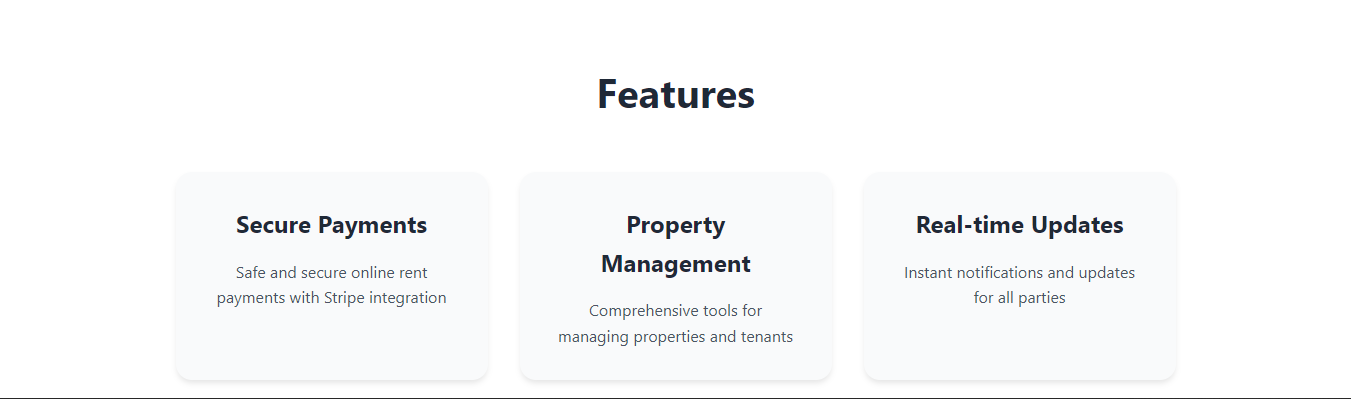 Features
Secure Payments
Safe and secure online rent
payments with Stripe integration
Property
Management
Comprehensive tools for
managing properties and tenants
Real-time Updates
Instant notifications and updates
for all parties